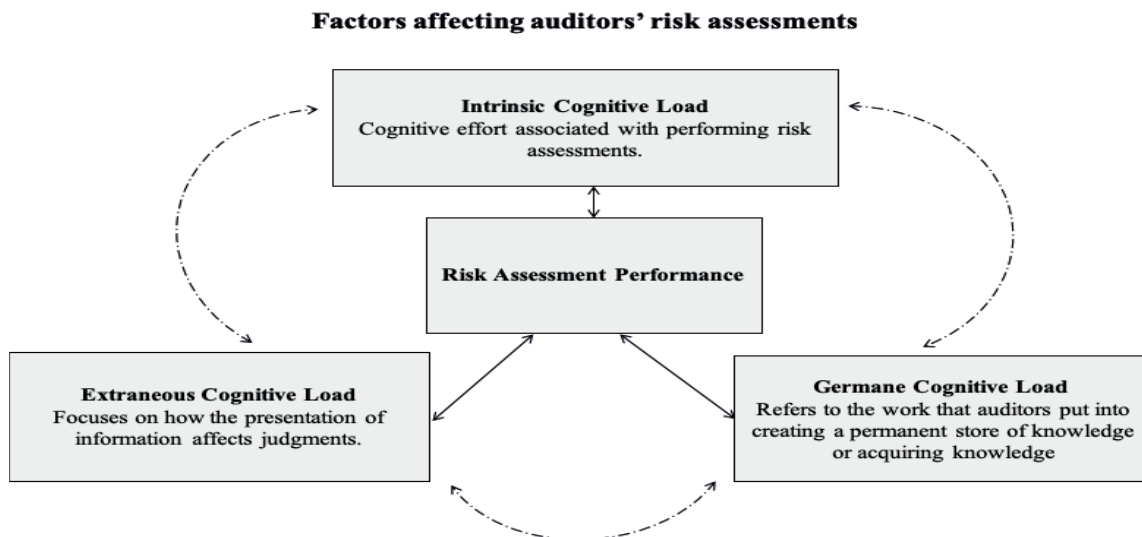 Factors affecting auditors’ risk assessments
Intrinsic Cognitive Load
Cognitive effort associated with performing risk
assessments.
Risk Assessment Performance
Extraneous Cognitive Load
Focuses on how the presentation of
information affects judgments.
Germane Cognitive Load
Refers to the work that auditors put into
creating a permanent store of knowledge
or acquiring knowledge